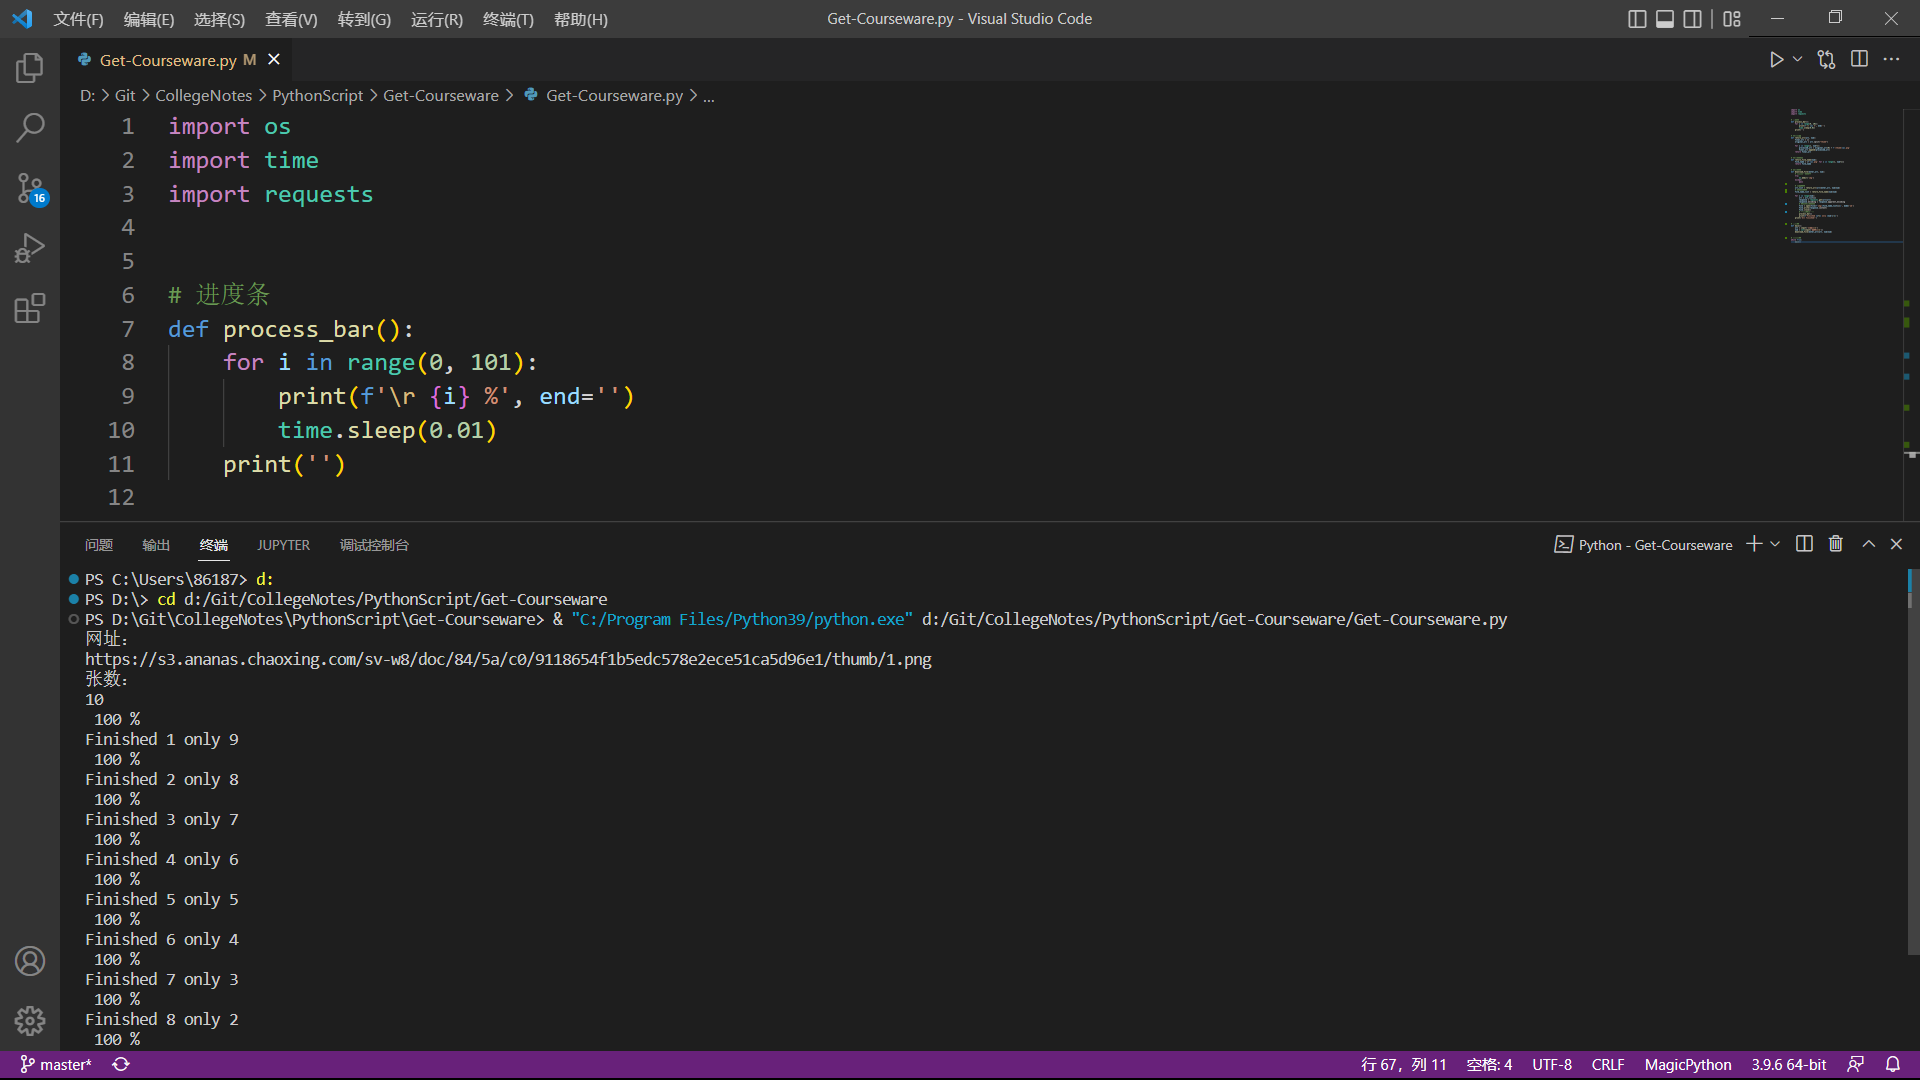 文件(F) 编辑(E) 选择(S) 查看(V) 转到(G) 运行(R) 终端(T) 帮助(H) Get-Courseware.py - Visual Studio Code
Get-Courseware.py M
D: > Git > CollegeNotes > PythonScript > Get-Courseware > Get-Courseware.py > ...
1 import os
2 import time
3 import requests
4
5
6 # 进度条
7 def process_bar():
8 for i in range(0, 101):
9 print(f'\r {i} %', end='')
10 time.sleep(0.01)
11 print('')
12
16
问题 输出 终端 JUPYTER 调试控制台 Python - Get-Courseware
PS C:\Users\86187> d:
PS D:\> cd d:/Git/CollegeNotes/PythonScript/Get-Courseware
PS D:\Git\CollegeNotes\PythonScript\Get-Courseware> & "C:/Program Files/Python39/python.exe" d:/Git/CollegeNotes/PythonScript/Get-Courseware/Get-Courseware.py
网址:
https://s3.ananas.chaoxing.com/sv-w8/doc/84/5a/c0/9118654f1b5edc578e2ece51ca5d96e1/thumb/1.png
张数:
10
100 %
Finished 1 only 9
100 %
Finished 2 only 8
100 %
Finished 3 only 7
100 %
Finished 4 only 6
100 %
Finished 5 only 5
100 %
Finished 6 only 4
100 %
Finished 7 only 3
100 %
Finished 8 only 2
100 %
master* 行 67, 列 11 空格: 4 UTF-8 CRLF MagicPython 3.9.6 64-bit